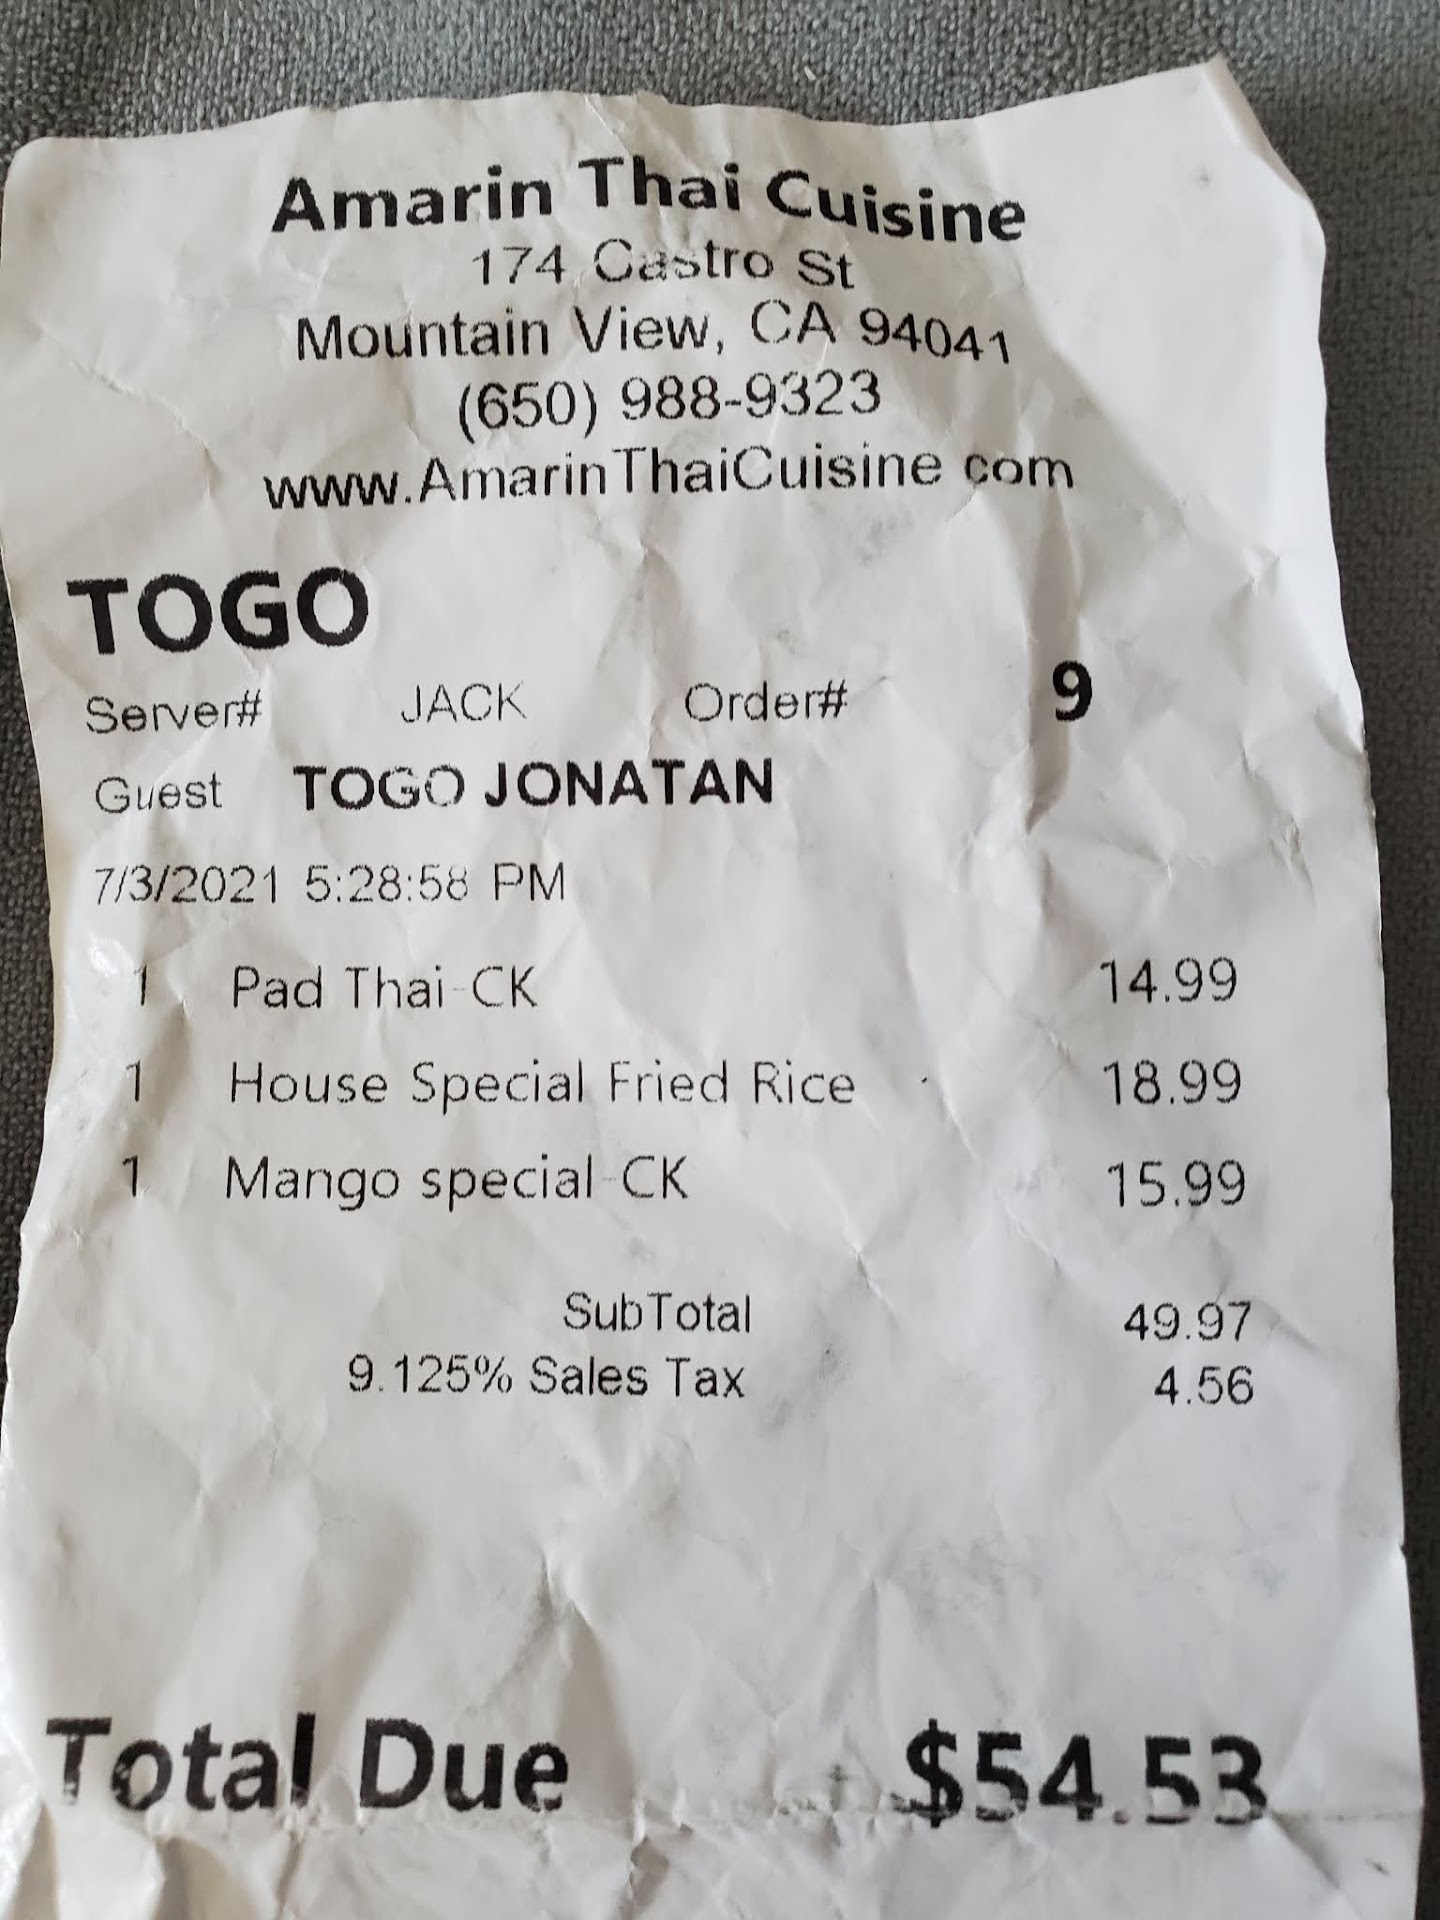 Amarin Thai Cuisine
174 Castro St
Mountain View, CA 94041
(650) 988-9323
www.AmarinThaiCuisine.com
TOGO
Server# JACK Order# 9
Guest TOGO JONATAN
7/3/2021 5:28:58 PM
1 Pad Thai-CK 14.99
1 House Special Fried Rice 18.99
1 Mango special-CK 15.99
SubTotal 49.97
9.125% Sales Tax 4.56
Total Due $54.53